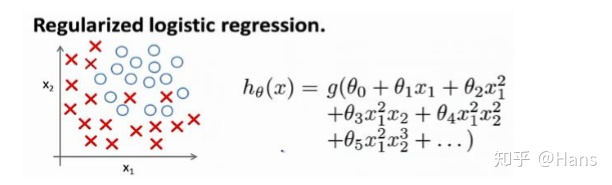 Regularized logistic regression.
x₂
x₁
h_θ(x) = g(θ₀ + θ₁x₁ + θ₂x₁²
+θ₃x₁²x₂ + θ₄x₁²x₂²
+θ₅x₁²x₂³ + …)
知乎 @Hans